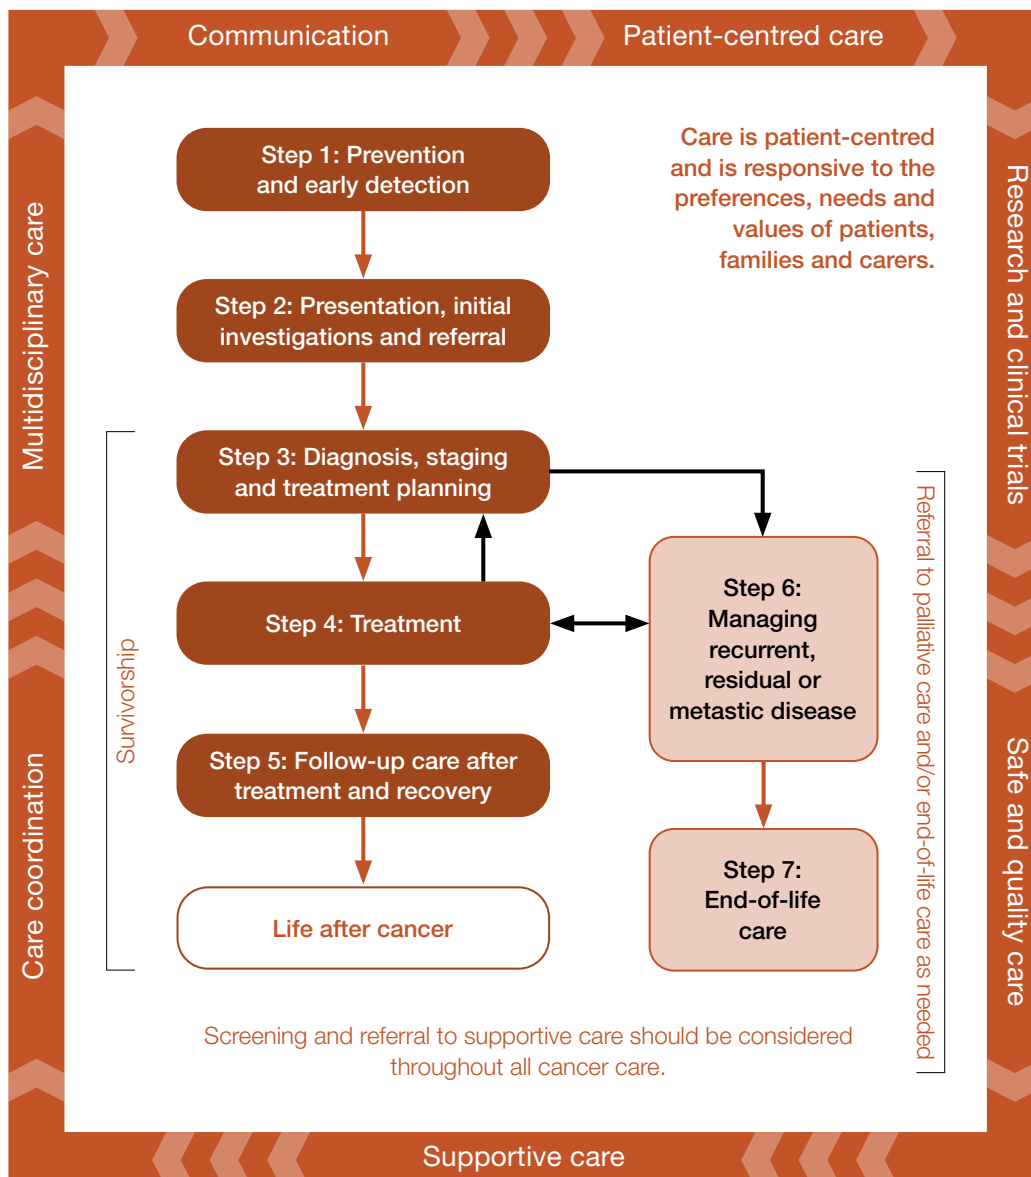 Communication
Patient-centred care
Multidisciplinary care
Care coordination
Research and clinical trials
Safe and quality care
Supportive care
Care is patient-centred
and is responsive to the
preferences, needs and
values of patients,
families and carers.
Step 1: Prevention
and early detection
Step 2: Presentation, initial
investigations and referral
Step 3: Diagnosis, staging
and treatment planning
Step 4: Treatment
Step 5: Follow-up care after
treatment and recovery
Life after cancer
Survivorship
Step 6:
Managing
recurrent,
residual or
metastic disease
Step 7:
End-of-life
care
Referral to palliative care and/or end-of-life care as needed
Screening and referral to supportive care should be considered
throughout all cancer care.